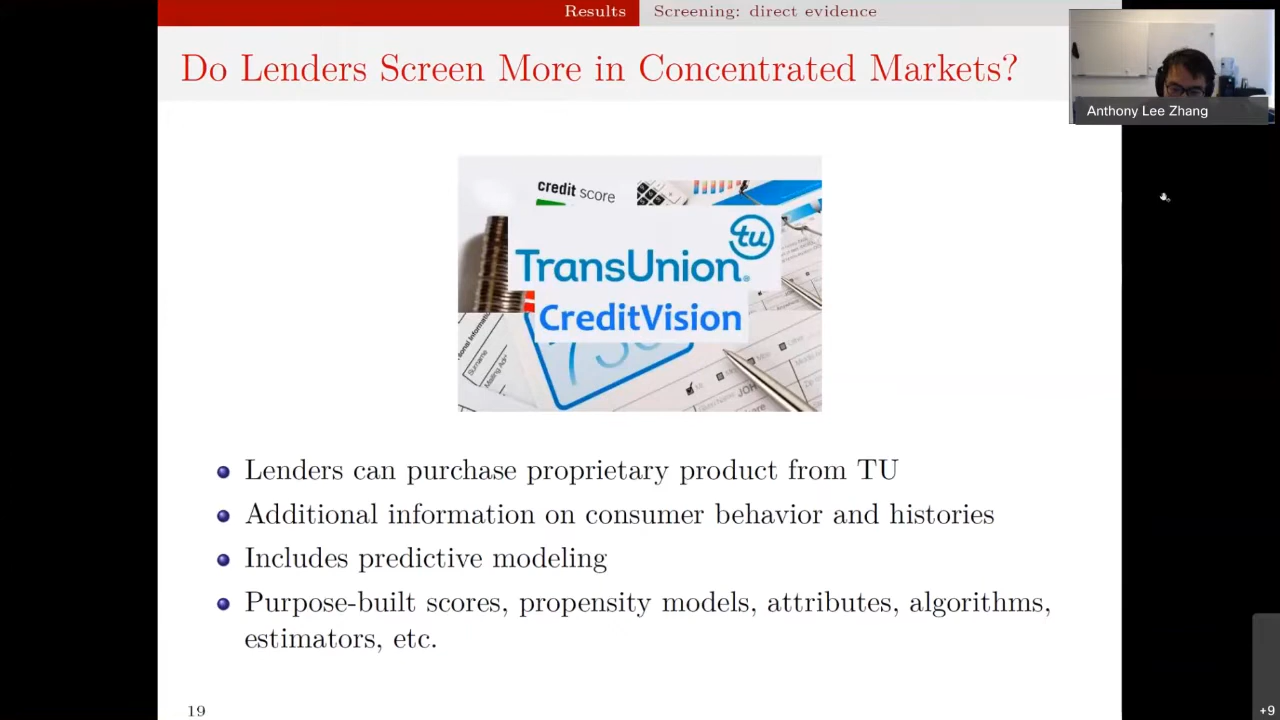 Results
Screening: direct evidence
Do Lenders Screen More in Concentrated Markets?
Anthony Lee Zhang
credit score
tu
TransUnion.
CreditVision
Surname
JOH
Lenders can purchase proprietary product from TU
Additional information on consumer behavior and histories
Includes predictive modeling
Purpose-built scores, propensity models, attributes, algorithms,
estimators, etc.
19
+9